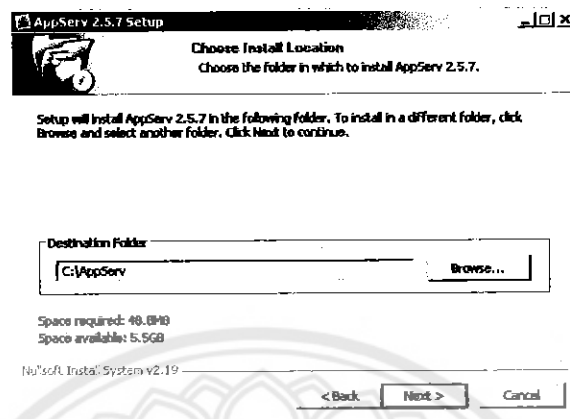 AppServ 2.5.7 Setup
Choose Install Location
Choose the folder in which to install AppServ 2.5.7.
Setup will install AppServ 2.5.7 in the following folder. To install in a different folder, click
Browse and select another folder. Click Next to continue.
Destination Folder
C:\AppServ
Browse...
Space required: 48.8MB
Space available: 5.5GB
Nullsoft Install System v2.19
< Back
Next >
Cancel